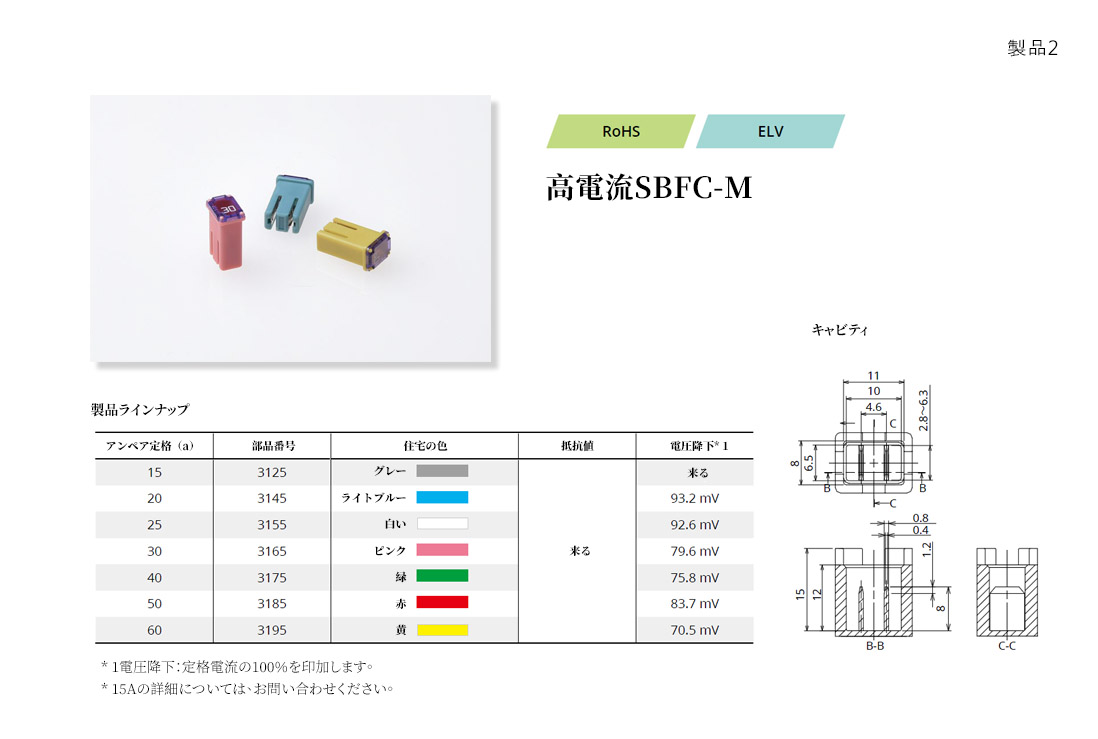 製品2
RoHS
ELV
高電流SBFC-M
30
キャビティ
11
10
4.6
2.8～6.3
C
8
6.5
B
B
C
0.8
0.4
1.2
15
12
8
B-B
C-C
製品ラインナップ
アンペア定格（a） 部品番号 住宅の色 抵抗値 電圧降下*1
15 3125 グレー 来る
20 3145 ライトブルー 93.2 mV
25 3155 白い 92.6 mV
30 3165 ピンク 来る 79.6 mV
40 3175 緑 75.8 mV
50 3185 赤 83.7 mV
60 3195 黄 70.5 mV
*1電圧降下：定格電流の100％を印加します。
*15Aの詳細については、お問い合わせください。